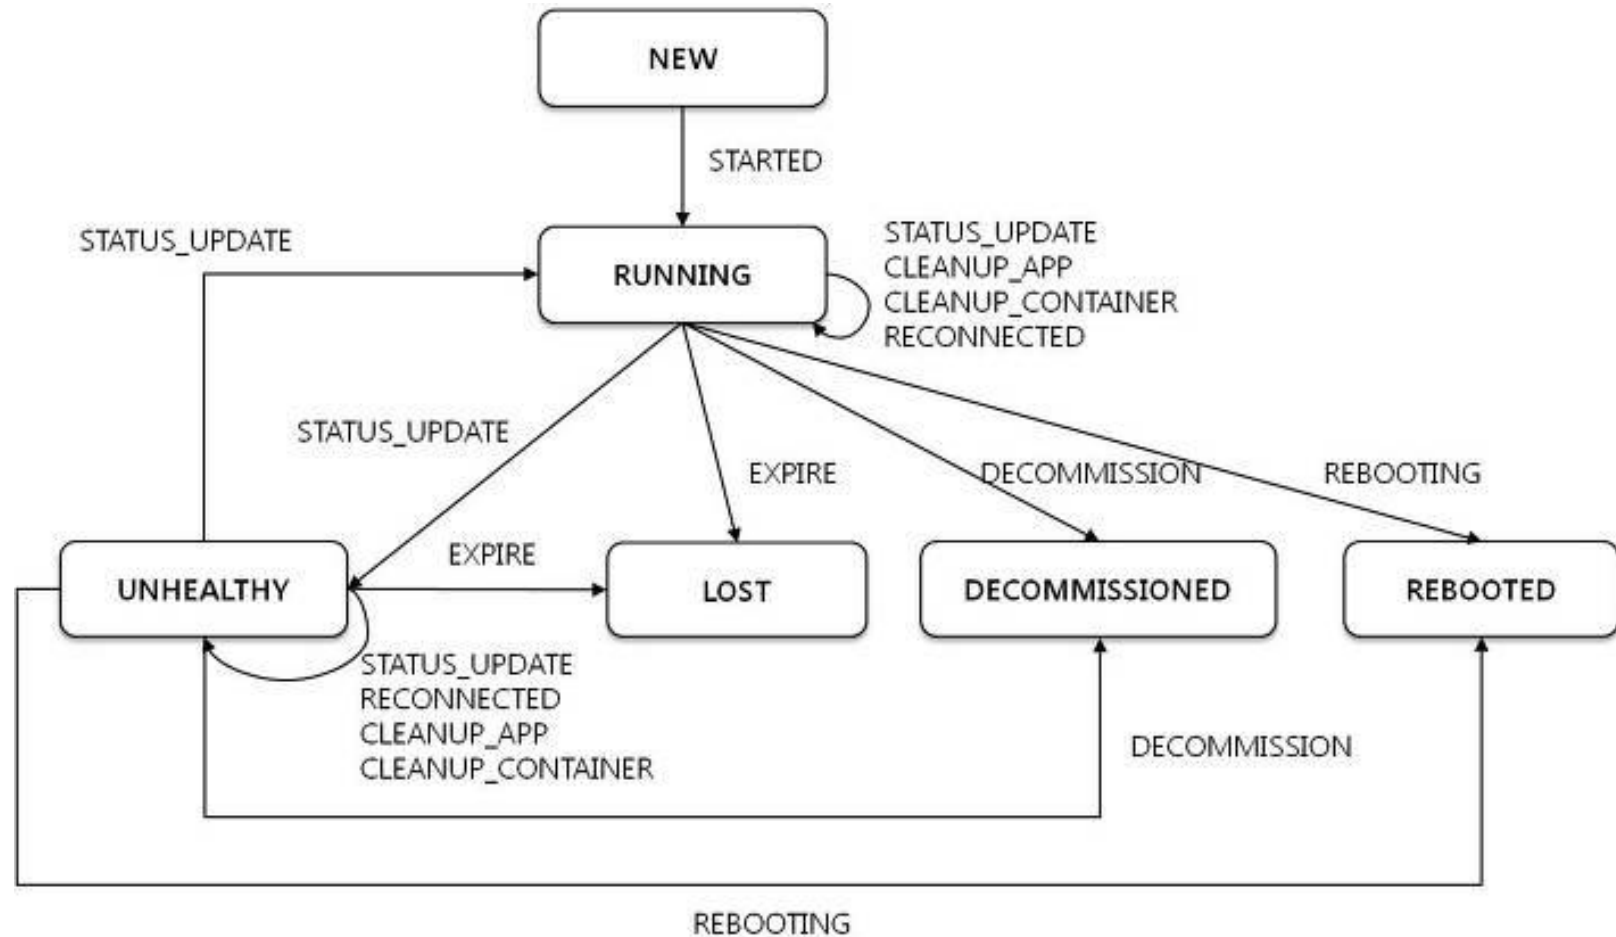 NEW
STARTED
STATUS_UPDATE
RUNNING
STATUS_UPDATE
CLEANUP_APP
CLEANUP_CONTAINER
RECONNECTED
STATUS_UPDATE
EXPIRE
DECOMMISSION
REBOOTING
UNHEALTHY
EXPIRE
LOST
DECOMMISSIONED
REBOOTED
STATUS_UPDATE
RECONNECTED
CLEANUP_APP
CLEANUP_CONTAINER
DECOMMISSION
REBOOTING